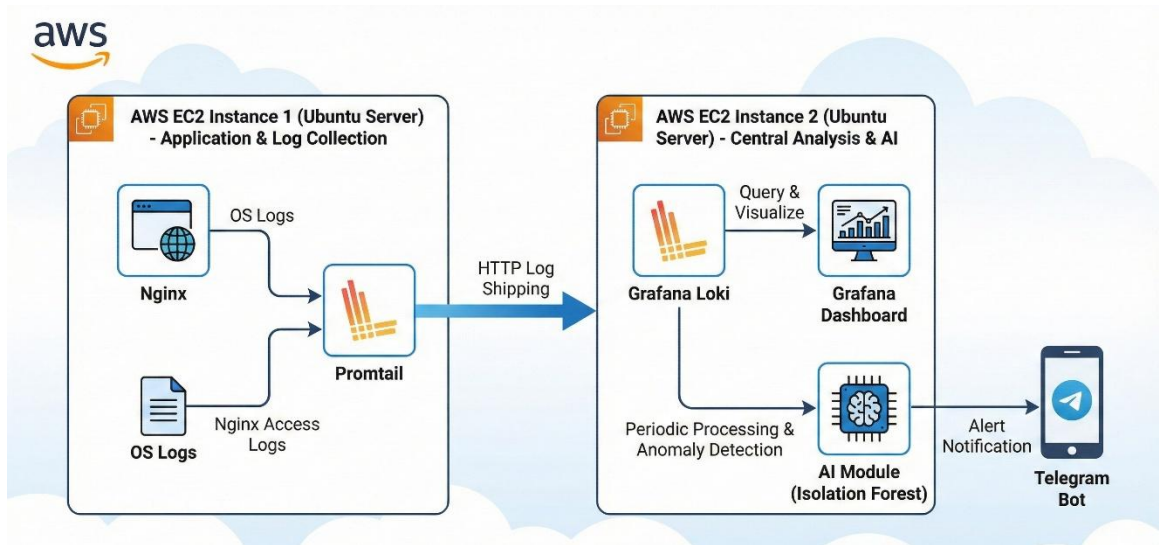 aws
AWS EC2 Instance 1 (Ubuntu Server)
- Application & Log Collection
OS Logs
Nginx
Promtail
OS Logs
Nginx Access
Logs
HTTP Log
Shipping
AWS EC2 Instance 2 (Ubuntu
Server) - Central Analysis & AI
Query &
Visualize
Grafana Loki
Grafana
Dashboard
Periodic Processing &
Anomaly Detection
AI Module
(Isolation Forest)
Alert
Notification
Telegram
Bot